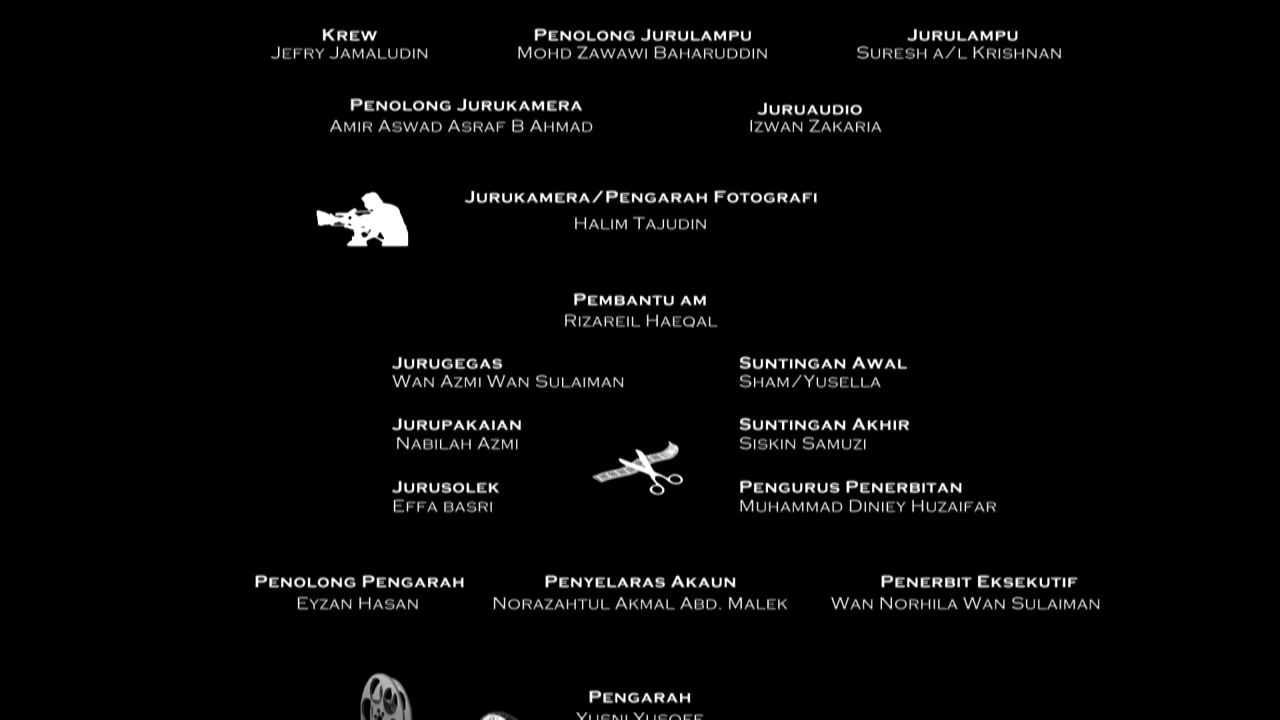 Krew
Jefry Jamaludin
Penolong Jurulampu
Mohd Zawawi Baharuddin
Jurulampu
Suresh a/l Krishnan
Penolong Jurukamera
Amir Aswad Asraf B Ahmad
Juruaudio
Izwan Zakaria
Jurukamera/Pengarah Fotografi
Halim Tajudin
Pembantu am
Rizareil Haeqal
Jurugegas
Wan Azmi Wan Sulaiman
Suntingan Awal
Sham/Yusella
Jurupakaian
Nabilah Azmi
Suntingan Akhir
Siskin Samuzi
Jurusolek
Effa basri
Pengurus Penerbitan
Muhammad Diniey Huzaifar
Penolong Pengarah
Eyzan Hasan
Penyelaras Akaun
Norazahtul Akmal Abd. Malek
Penerbit Eksekutif
Wan Norhila Wan Sulaiman
Pengarah
Yusni Yusoff